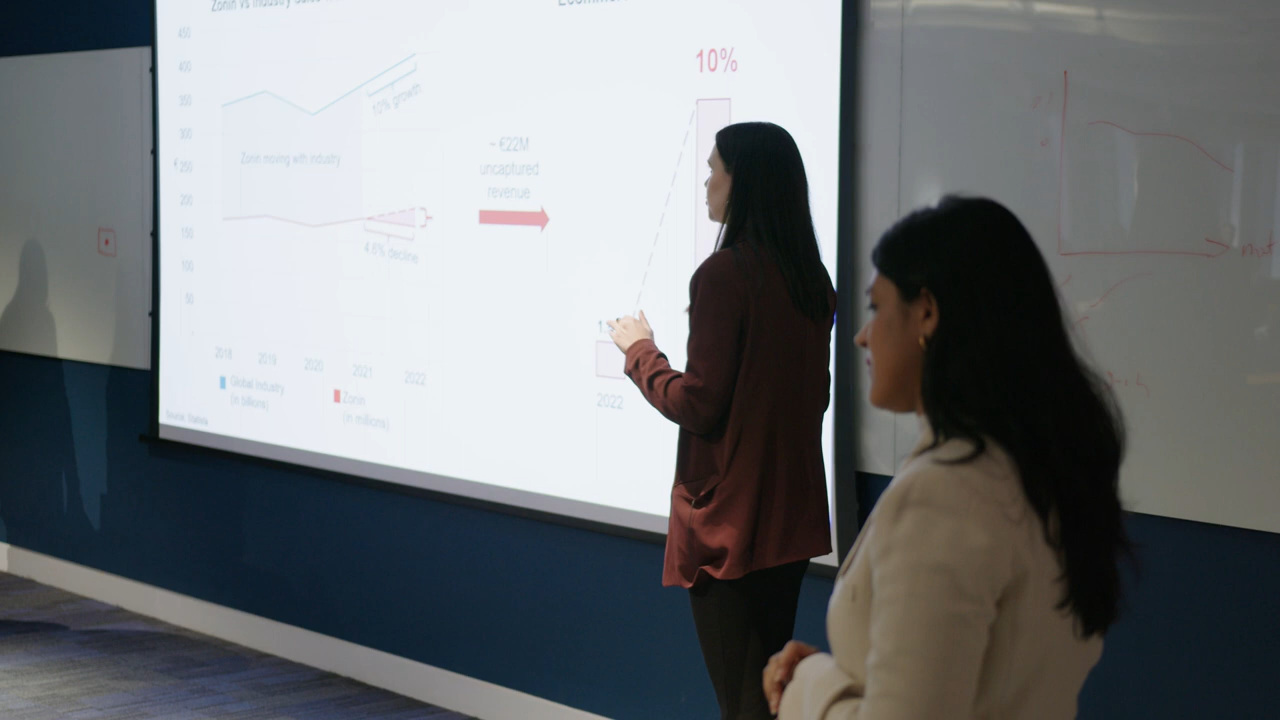 Zonin vs Industry Sales
450
400
350
300
€ 250
200
150
100
50
10% growth
Zonin moving with industry
4.6% decline
2018 2019 2020 2021 2022
Global Industry
(in billions)
Zonin
(in millions)
Source: Statista
~ €22M
uncaptured
revenue
10%
2022